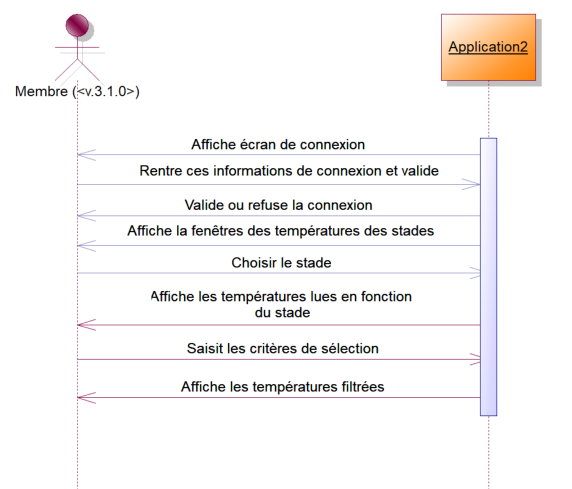 Application2
Membre (<v.3.1.0>)
Affiche écran de connexion
Rentre ces informations de connexion et valide
Valide ou refuse la connexion
Affiche la fenêtres des températures des stades
Choisir le stade
Affiche les températures lues en fonction
du stade
Saisit les critères de sélection
Affiche les températures filtrées